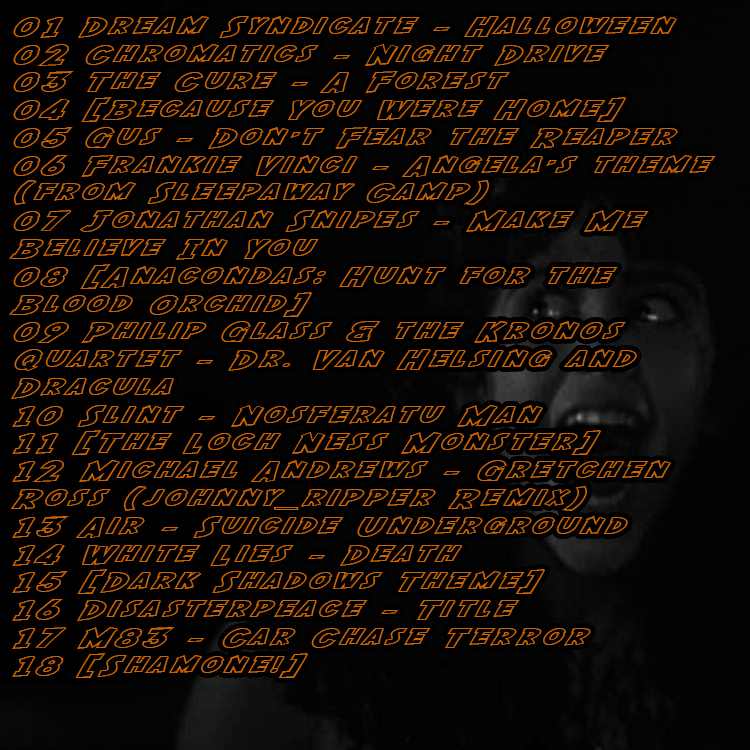 01 Dream Syndicate - Halloween
02 Chromatics - Night Drive
03 The Cure - A Forest
04 [Because You Were Home]
05 Gus - Don't Fear the Reaper
06 Frankie Vinci - Angela's Theme
(from Sleepaway Camp)
07 Jonathan Snipes - Make Me
Believe In You
08 [Anacondas: Hunt for the
Blood Orchid]
09 Philip Glass & the Kronos
Quartet - Dr. Van Helsing and
Dracula
10 Slint - Nosferatu Man
11 [The Loch Ness Monster]
12 Michael Andrews - Gretchen
Ross (Johnny_Ripper Remix)
13 Air - Suicide Underground
14 White Lies - Death
15 [Dark Shadows Theme]
16 Disasterpeace - Title
17 M83 - Car Chase Terror
18 [Shamone!]